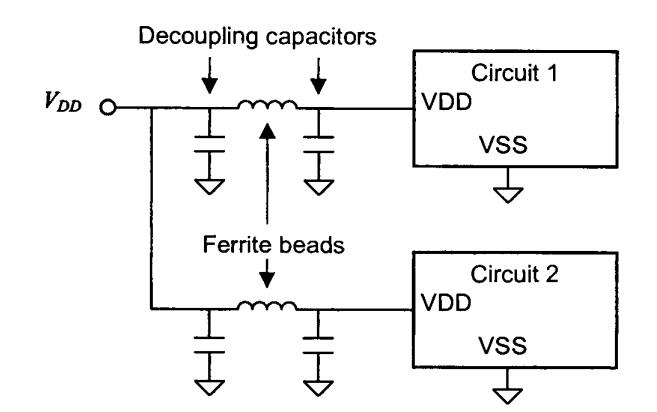 Decoupling capacitors
Circuit 1
V_DD
VDD
VSS
Ferrite beads
Circuit 2
VDD
VSS